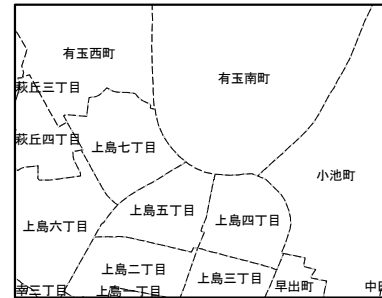 有玉西町
有玉南町
萩丘三丁目
萩丘四丁目
上島七丁目
小池町
上島五丁目
上島四丁目
上島六丁目
上島二丁目
上島三丁目
早出町
上島一丁目